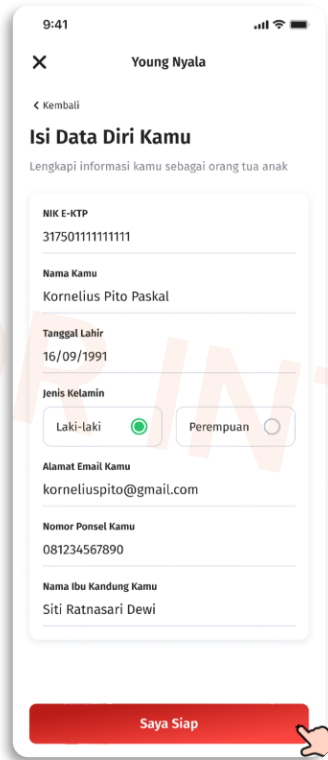 9:41
Young Nyala
Kembali
Isi Data Diri Kamu
Lengkapi informasi kamu sebagai orang tua anak
NIK E-KTP
317501111111111
Nama Kamu
Kornelius Pito Paskal
Tanggal Lahir
16/09/1991
Jenis Kelamin
Laki-laki Perempuan
Alamat Email Kamu
korneliuspito@gmail.com
Nomor Ponsel Kamu
081234567890
Nama Ibu Kandung Kamu
Siti Ratnasari Dewi
Saya Siap